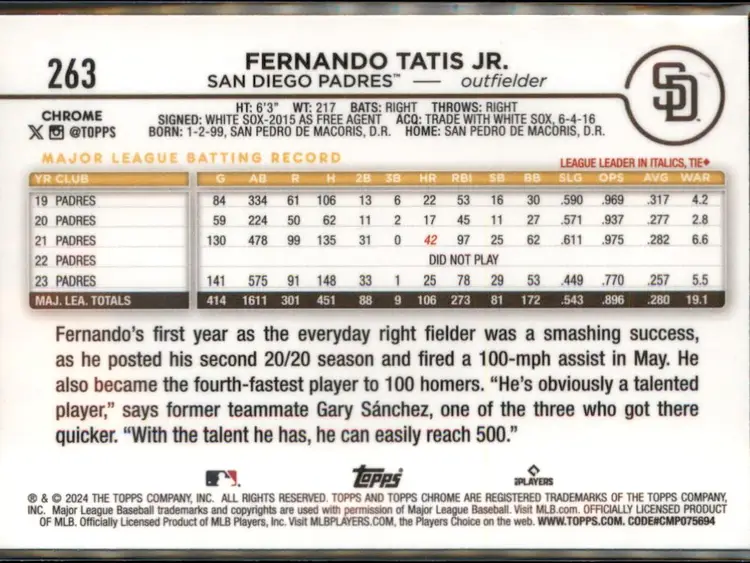 263
FERNANDO TATIS JR.
SAN DIEGO PADRES™ — outfielder
SD
CHROME
X @TOPPS
HT: 6'3" WT: 217 BATS: RIGHT THROWS: RIGHT
SIGNED: WHITE SOX-2015 AS FREE AGENT ACQ: TRADE WITH WHITE SOX, 6-4-16
BORN: 1-2-99, SAN PEDRO DE MACORIS, D.R. HOME: SAN PEDRO DE MACORIS, D.R.
MAJOR LEAGUE BATTING RECORD
LEAGUE LEADER IN ITALICS, TIE♦
YR CLUB G AB R H 2B 3B HR RBI SB BB SLG OPS AVG WAR
19 PADRES 84 334 61 106 13 6 22 53 16 30 .590 .969 .317 4.2
20 PADRES 59 224 50 62 11 2 17 45 11 27 .571 .937 .277 2.8
21 PADRES 130 478 99 135 31 0 42 97 25 62 .611 .975 .282 6.6
22 PADRES DID NOT PLAY
23 PADRES 141 575 91 148 33 1 25 78 29 53 .449 .770 .257 5.5
MAJ. LEA. TOTALS 414 1611 301 451 88 9 106 273 81 172 .543 .896 .280 19.1
Fernando's first year as the everyday right fielder was a smashing success,
as he posted his second 20/20 season and fired a 100-mph assist in May. He
also became the fourth-fastest player to 100 homers. "He's obviously a talented
player," says former teammate Gary Sánchez, one of the three who got there
quicker. "With the talent he has, he can easily reach 500."
Topps
PLAYERS
® & © 2024 THE TOPPS COMPANY, INC. ALL RIGHTS RESERVED. TOPPS AND TOPPS CHROME ARE REGISTERED TRADEMARKS OF THE TOPPS COMPANY,
INC. Major League Baseball trademarks and copyrights are used with permission of Major League Baseball. Visit MLB.com. OFFICIALLY LICENSED PRODUCT
OF MLB. Officially Licensed Product of MLB Players, Inc. Visit MLBPLAYERS.COM, the Players Choice on the web. WWW.TOPPS.COM. CODE#CMP075694